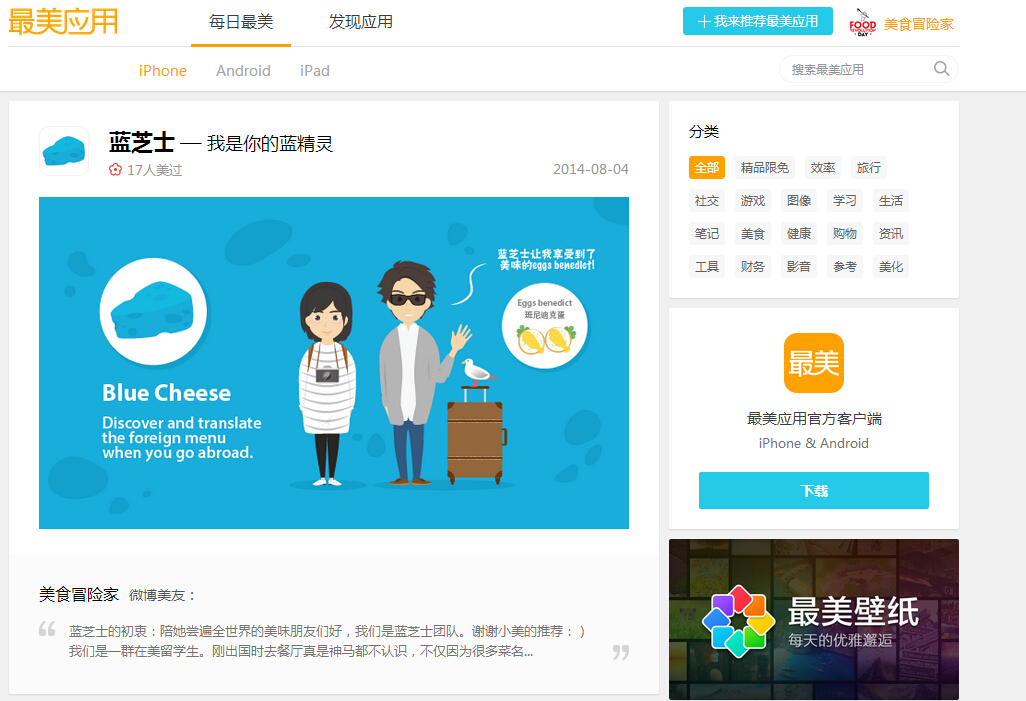 最美应用
每日最美
发现应用
＋ 我来推荐最美应用
FOOD
REVOLUTION
DAY
美食冒险家
iPhone
Android
iPad
搜索最美应用
蓝芝士 — 我是你的蓝精灵
17人美过
2014-08-04
蓝芝士让我享受到了
美味的eggs benedict!
Eggs benedict
班尼迪克蛋
Blue Cheese
Discover and translate
the foreign menu
when you go abroad.
美食冒险家 微博美友：
“ 蓝芝士的初衷：陪她尝遍全世界的美味朋友们好，我们是蓝芝士团队。谢谢小美的推荐：）
我们是一群在美留学生。刚出国时去餐厅真是神马都不认识，不仅因为很多菜名... ”
分类
全部 精品限免 效率 旅行
社交 游戏 图像 学习 生活
笔记 美食 健康 购物 资讯
工具 财务 影音 参考 美化
最美
最美应用官方客户端
iPhone & Android
下载
最美壁纸
每天的优雅邂逅